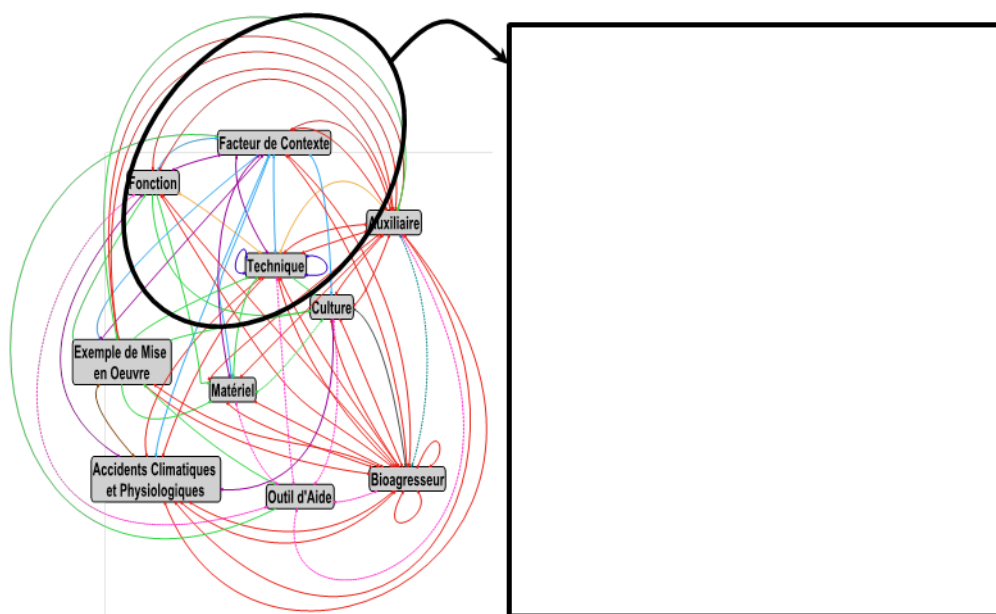 Facteur de Contexte
Fonction
Auxiliaire
Technique
Culture
Exemple de Mise
en Oeuvre
Matériel
Accidents Climatiques
et Physiologiques
Outil d'Aide
Bioagresseur